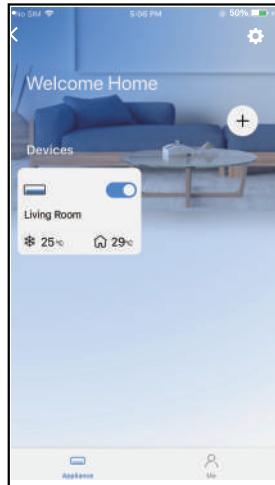 No SIM 5:06 PM 50%
Welcome Home
+
Devices
Living Room
25°C 29°C
Appliance Me